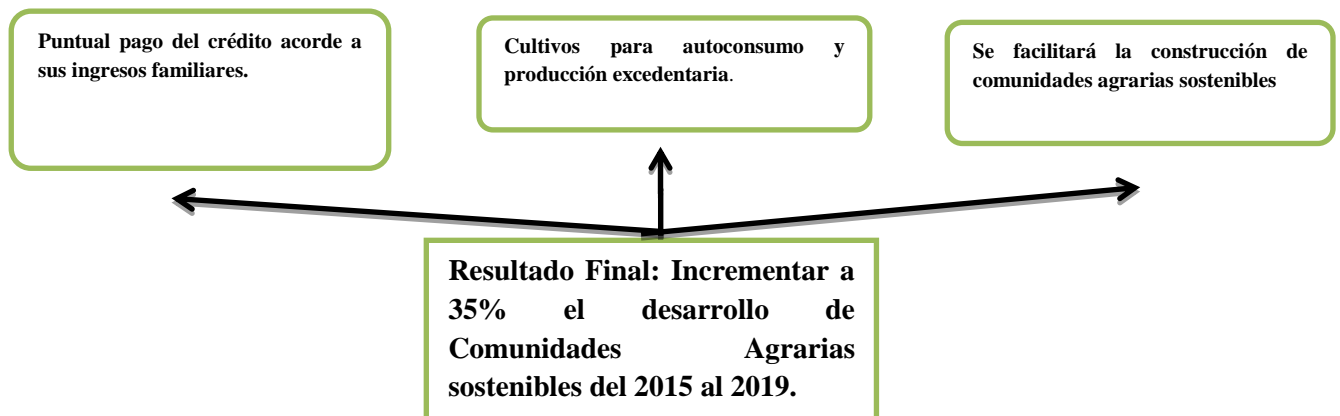 Puntual pago del crédito acorde a
sus ingresos familiares.
Cultivos para autoconsumo y
producción excedentaria.
Se facilitará la construcción de
comunidades agrarias sostenibles
Resultado Final: Incrementar a
35% el desarrollo de
Comunidades Agrarias
sostenibles del 2015 al 2019.